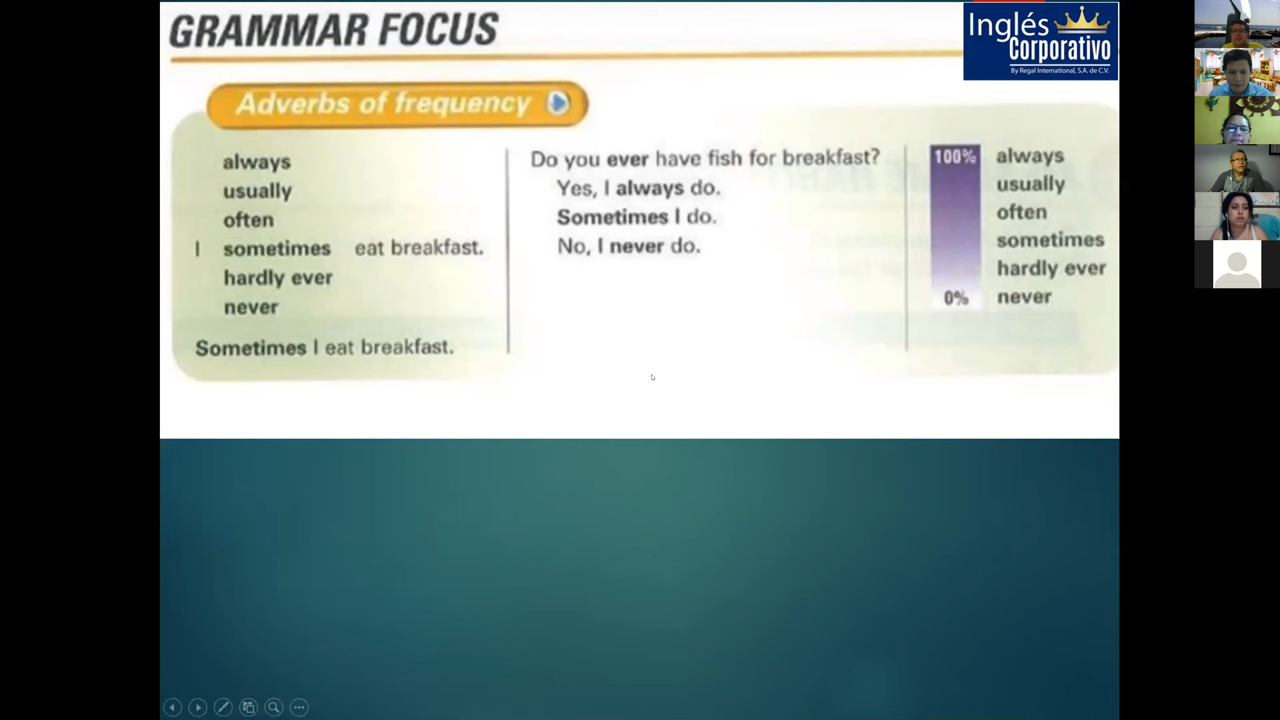 GRAMMAR FOCUS
Inglés
Corporativo
By Regal International, S.A. de C.V.
Adverbs of frequency
always
usually
often
I sometimes eat breakfast.
hardly ever
never
Sometimes I eat breakfast.
Do you ever have fish for breakfast?
Yes, I always do.
Sometimes I do.
No, I never do.
100% always
usually
often
sometimes
hardly ever
0% never